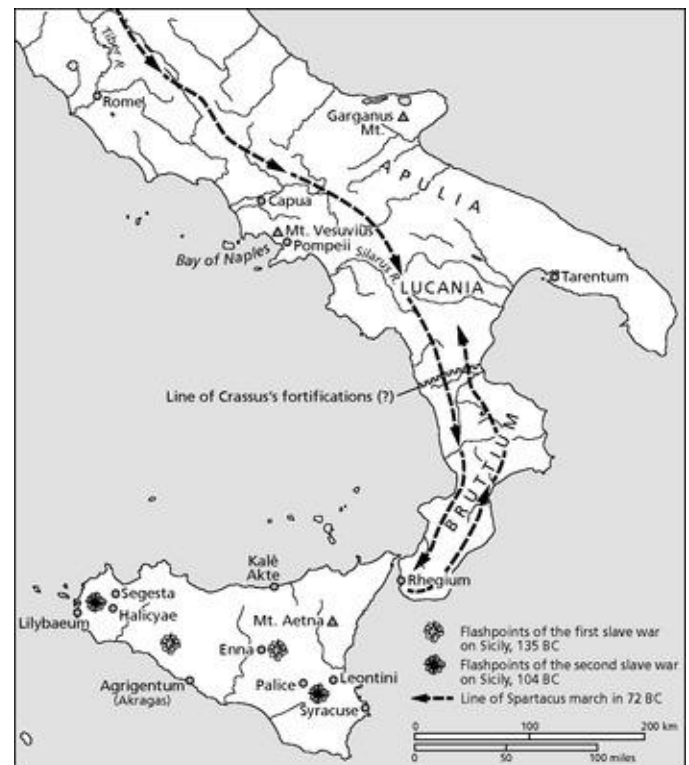 Tiber R.
Rome
Garganus
Mt.
APULIA
Capua
Mt. Vesuvius
Bay of Naples
Pompeii
Silarus R.
LUCANIA
Tarentum
Line of Crassus's fortifications (?)
BRUTTIUM
Kalē
Akte
Rhegium
Segesta
Lilybaeum
Halicyae
Mt. Aetna
Enna
Agrigentum
(Akragas)
Palice
Leontini
Syracuse
Flashpoints of the first slave war
on Sicily, 135 BC
Flashpoints of the second slave war
on Sicily, 104 BC
Line of Spartacus march in 72 BC
0 100 200 km
0 50 100 miles